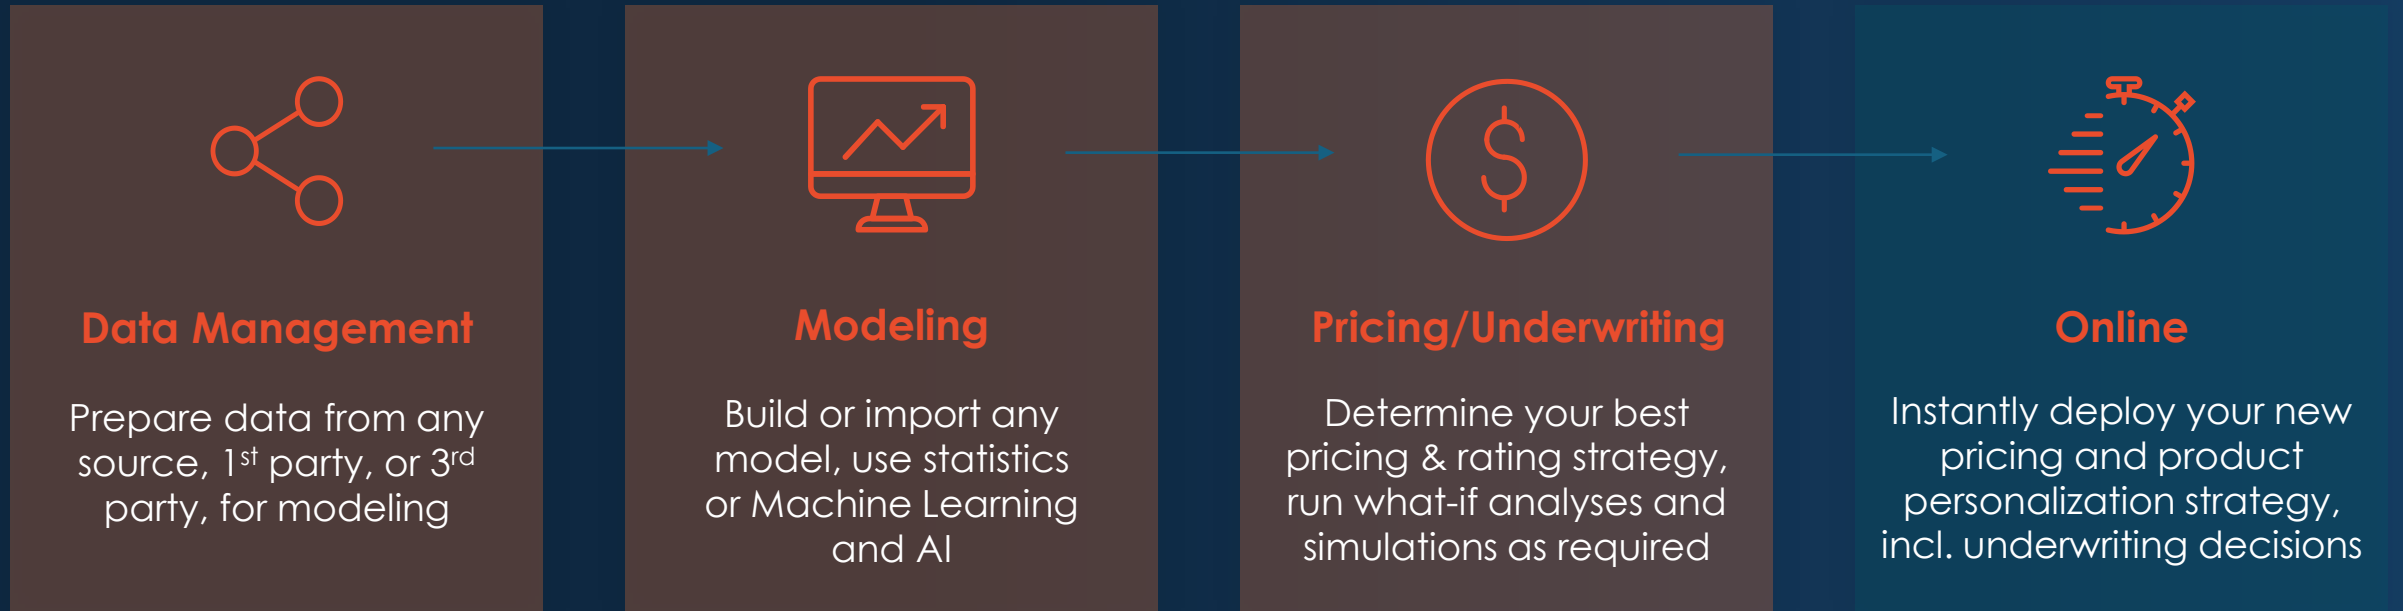 Data Management
Prepare data from any
source, 1st party, or 3rd
party, for modeling
Modeling
Build or import any
model, use statistics
or Machine Learning
and AI
Pricing/Underwriting
Determine your best
pricing & rating strategy,
run what-if analyses and
simulations as required
Online
Instantly deploy your new
pricing and product
personalization strategy,
incl. underwriting decisions